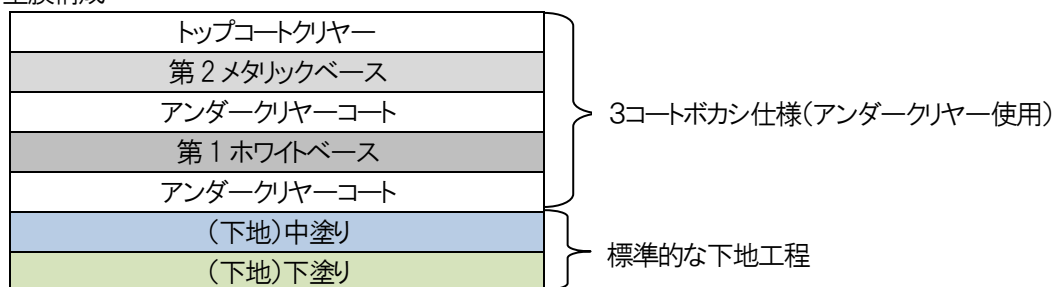 トップコートクリヤー
第2メタリックベース
アンダークリヤーコート
第1ホワイトベース
アンダークリヤーコート
(下地)中塗り
(下地)下塗り
3コートボカシ仕様(アンダークリヤー使用)
標準的な下地工程